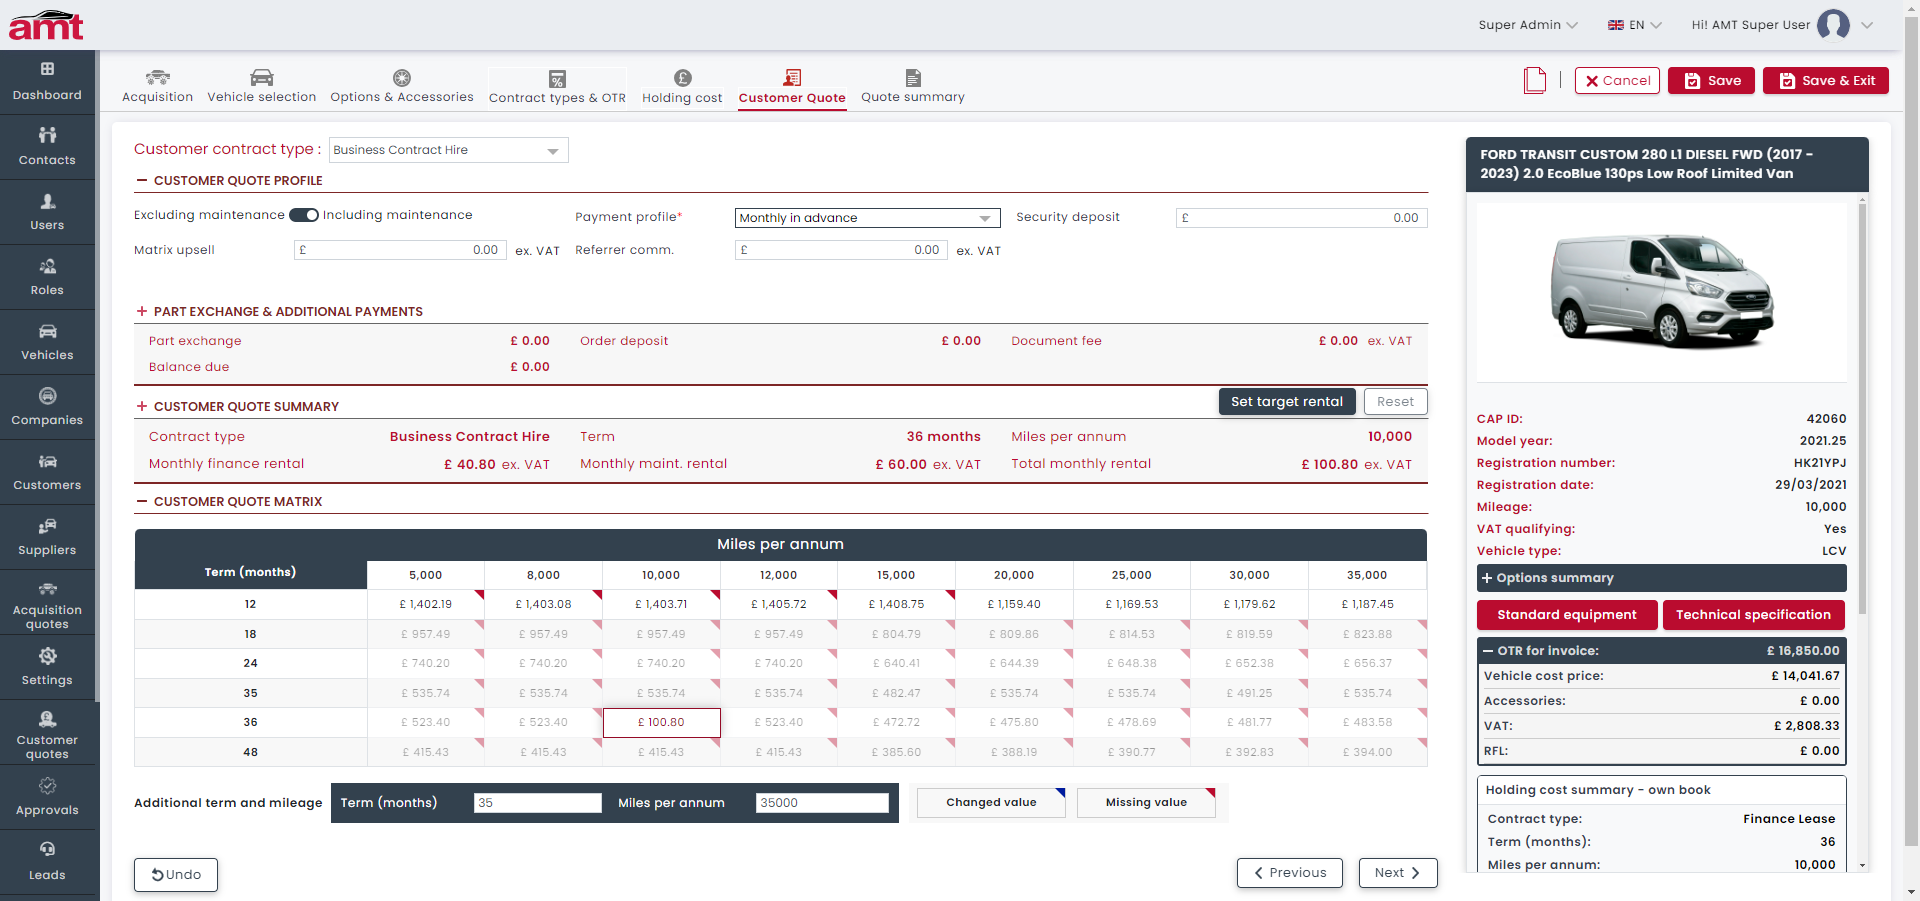 amt
Super Admin
EN
Hi! AMT Super User
Dashboard
Contacts
Users
Roles
Vehicles
Companies
Customers
Suppliers
Acquisition
quotes
Settings
Customer
quotes
Approvals
Leads
Acquisition
Vehicle selection
Options & Accessories
Contract types & OTR
Holding cost
Customer Quote
Quote summary
Cancel
Save
Save & Exit
Customer contract type : Business Contract Hire
CUSTOMER QUOTE PROFILE
Excluding maintenance Including maintenance
Payment profile* Monthly in advance
Security deposit £ 0.00
Matrix upsell £ 0.00 ex. VAT
Referrer comm. £ 0.00 ex. VAT
+ PART EXCHANGE & ADDITIONAL PAYMENTS
Part exchange £ 0.00 Order deposit £ 0.00 Document fee £ 0.00 ex. VAT
Balance due £ 0.00
+ CUSTOMER QUOTE SUMMARY
Set target rental Reset
Contract type Business Contract Hire Term 36 months Miles per annum 10,000
Monthly finance rental £ 40.80 ex. VAT Monthly maint. rental £ 60.00 ex. VAT Total monthly rental £ 100.80 ex. VAT
CUSTOMER QUOTE MATRIX
Miles per annum
Term (months) 5,000 8,000 10,000 12,000 15,000 20,000 25,000 30,000 35,000
12 £ 1,402.19 £ 1,403.08 £ 1,403.71 £ 1,405.72 £ 1,408.75 £ 1,159.40 £ 1,169.53 £ 1,179.62 £ 1,187.45
18 £ 957.49 £ 957.49 £ 957.49 £ 957.49 £ 804.79 £ 809.86 £ 814.53 £ 819.59 £ 823.88
24 £ 740.20 £ 740.20 £ 740.20 £ 740.20 £ 640.41 £ 644.39 £ 648.38 £ 652.38 £ 656.37
35 £ 535.74 £ 535.74 £ 535.74 £ 535.74 £ 482.47 £ 535.74 £ 535.74 £ 491.25 £ 535.74
36 £ 523.40 £ 523.40 £ 100.80 £ 523.40 £ 472.72 £ 475.80 £ 478.69 £ 481.77 £ 483.58
48 £ 415.43 £ 415.43 £ 415.43 £ 415.43 £ 385.60 £ 388.19 £ 390.77 £ 392.83 £ 394.00
Additional term and mileage Term (months) 35 Miles per annum 35000 Changed value Missing value
Undo
Previous
Next
FORD TRANSIT CUSTOM 280 L1 DIESEL FWD (2017 -
2023) 2.0 EcoBlue 130ps Low Roof Limited Van
CAP ID: 42060
Model year: 2021.25
Registration number: HK21YPJ
Registration date: 29/03/2021
Mileage: 10,000
VAT qualifying: Yes
Vehicle type: LCV
+ Options summary
Standard equipment Technical specification
OTR for invoice: £ 16,850.00
Vehicle cost price: £ 14,041.67
Accessories: £ 0.00
VAT: £ 2,808.33
RFL: £ 0.00
Holding cost summary - own book
Contract type: Finance Lease
Term (months): 36
Miles per annum: 10,000